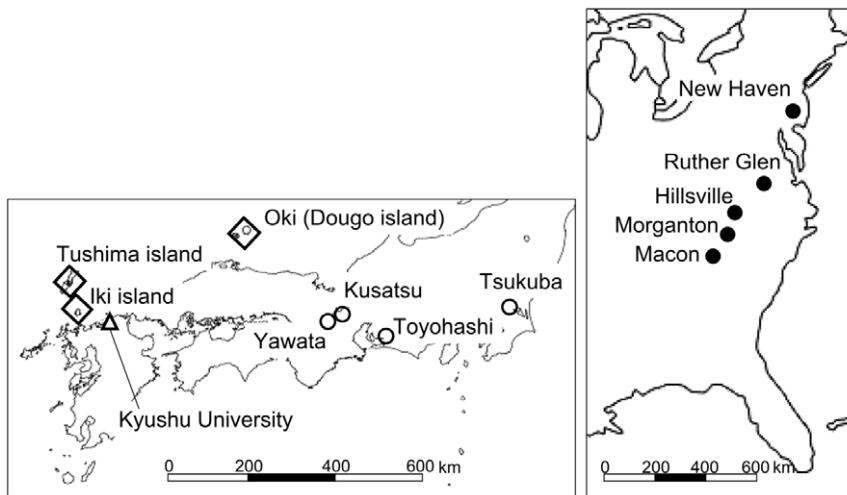 Oki (Dougo island)
Tushima island
Iki island
Kusatsu
Tsukuba
Yawata
Toyohashi
Kyushu University
0 200 400 600 km
New Haven
Ruther Glen
Hillsville
Morganton
Macon
0 200 400 600 km